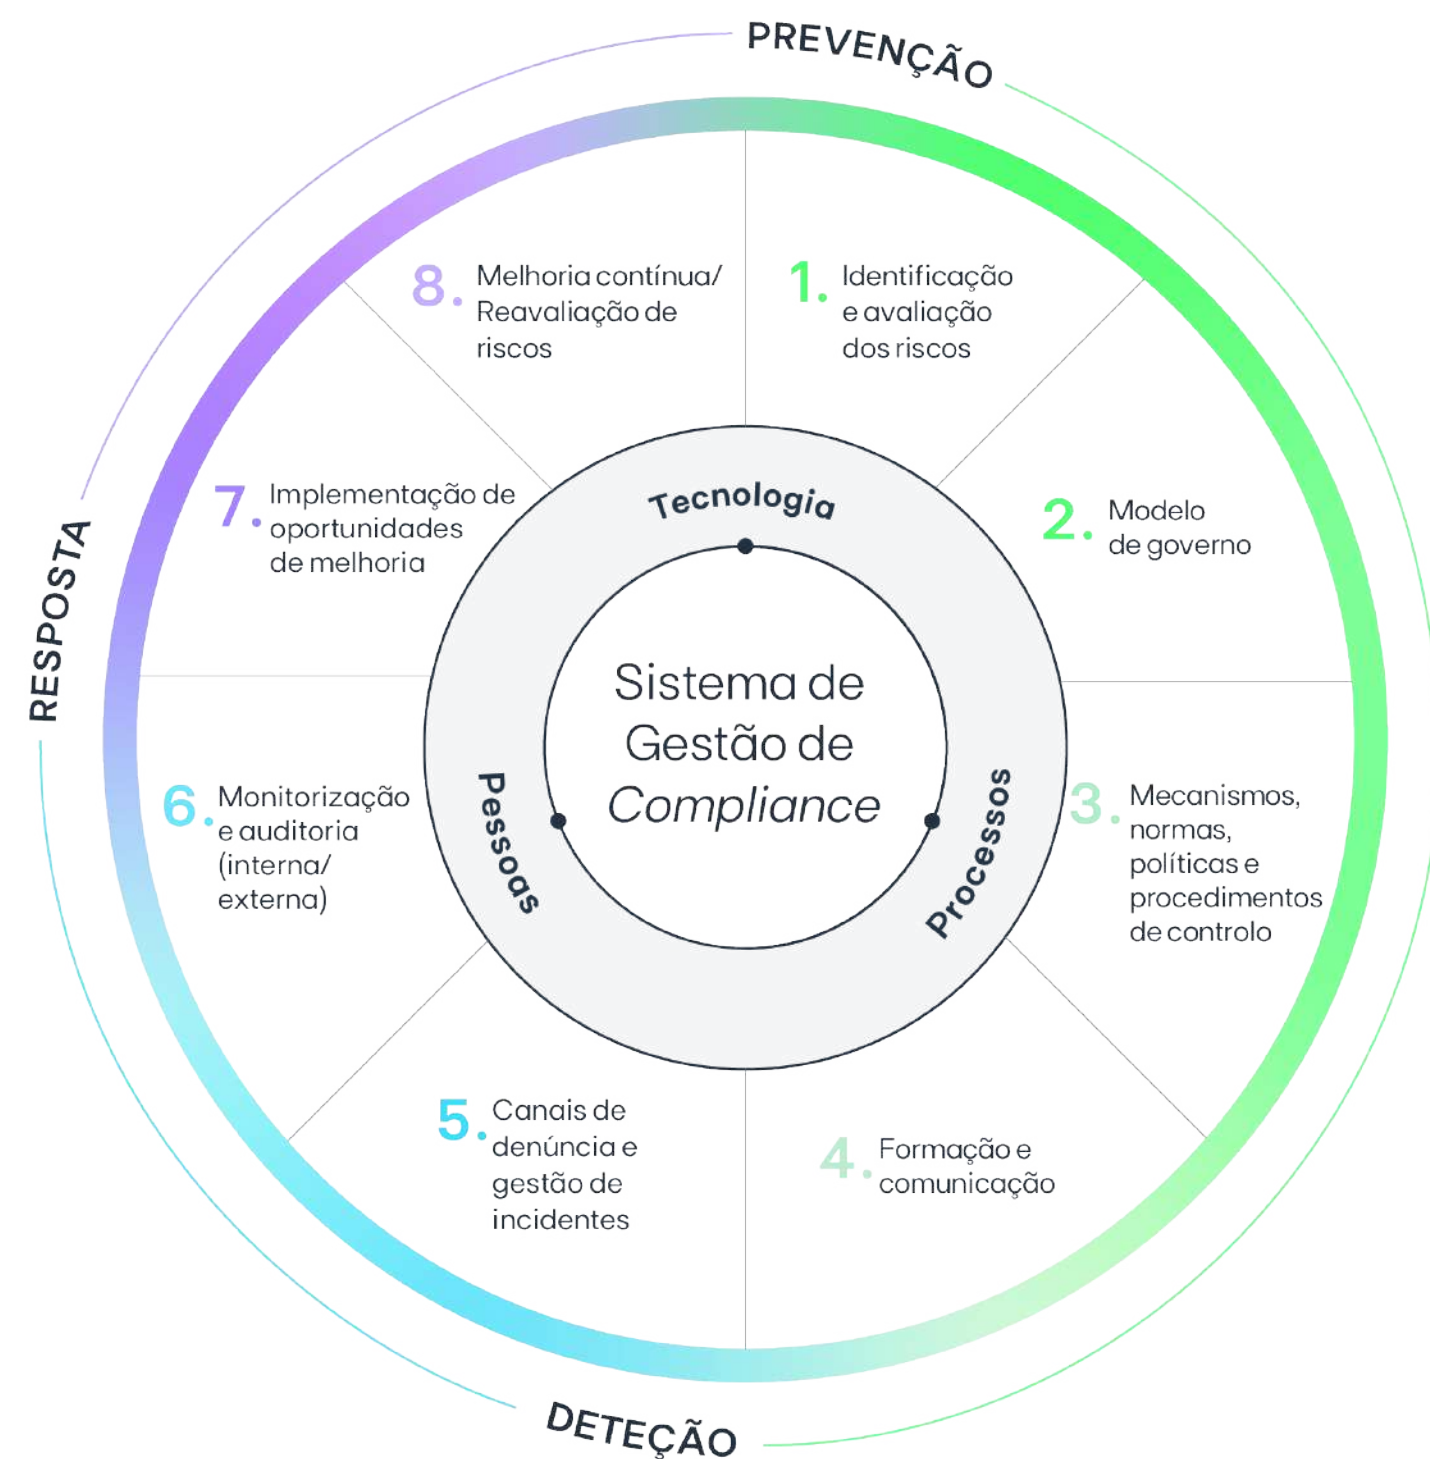 PREVENÇÃO
1. Identificação
e avaliação
dos riscos
2. Modelo
de governo
3. Mecanismos,
normas,
políticas e
procedimentos
de controlo
4. Formação e
comunicação
DETEÇÃO
5. Canais de
denúncia e
gestão de
incidentes
6. Monitorização
e auditoria
(interna/
externa)
RESPOSTA
7. Implementação de
oportunidades
de melhoria
8. Melhoria contínua/
Reavaliação de
riscos
Tecnologia
Processos
Pessoas
Sistema de
Gestão de
Compliance